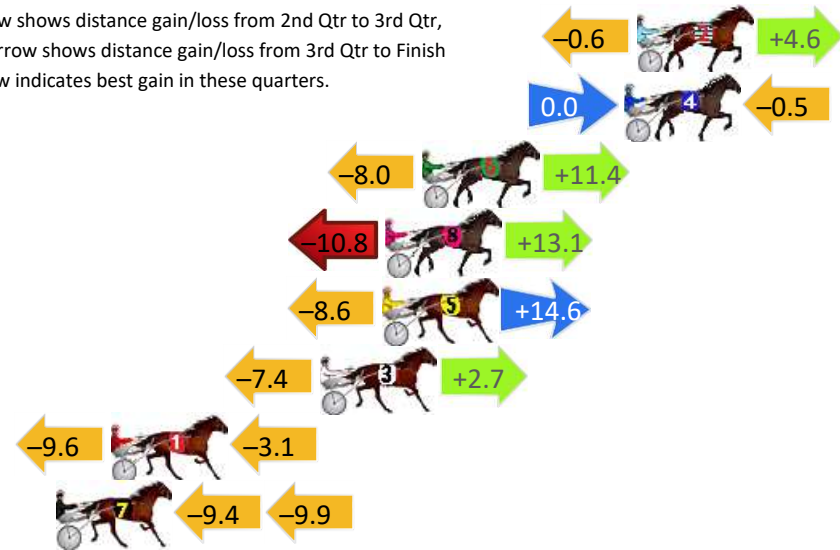 w shows distance gain/loss from 2nd Qtr to 3rd Qtr,
rrow shows distance gain/loss from 3rd Qtr to Finish
w indicates best gain in these quarters.
–0.6 +4.6
0.0 4 –0.5
–8.0 6 +11.4
–10.8 8 +13.1
–8.6 5 +14.6
–7.4 3 +2.7
–9.6 1 –3.1
7 –9.4 –9.9